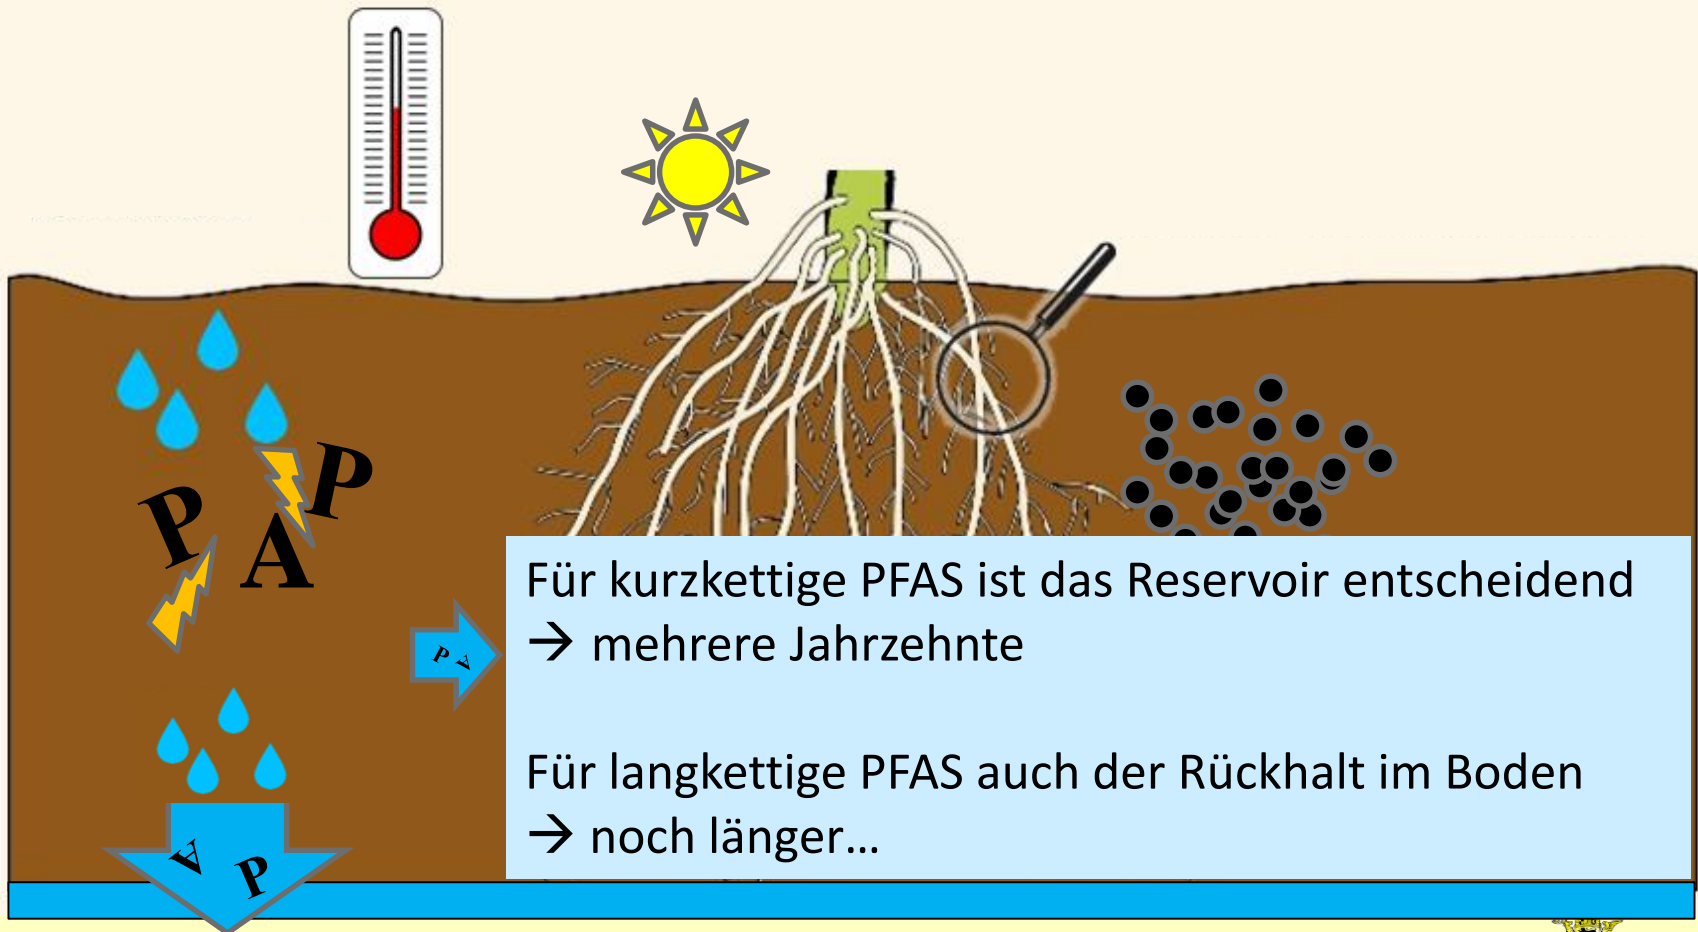 P
P
A
P A
Für kurzkettige PFAS ist das Reservoir entscheidend
→ mehrere Jahrzehnte
Für langkettige PFAS auch der Rückhalt im Boden
→ noch länger...
A P